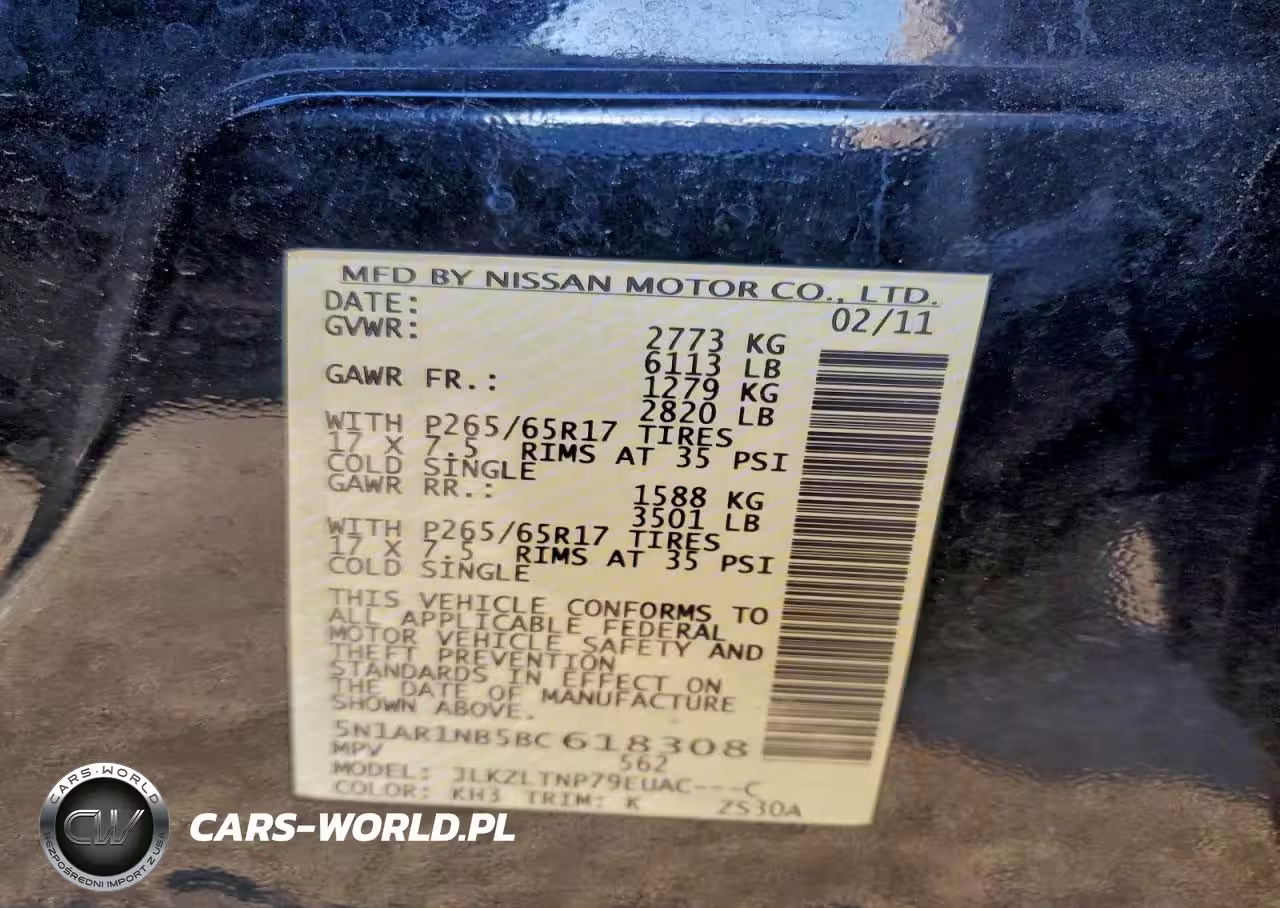 MFD BY NISSAN MOTOR CO., LTD.
DATE: 02/11
GVWR: 2773 KG
6113 LB
GAWR FR.: 1279 KG
2820 LB
WITH P265/65R17 TIRES
17 X 7.5 RIMS AT 35 PSI
COLD SINGLE
GAWR RR.: 1588 KG
3501 LB
WITH P265/65R17 TIRES
17 X 7.5 RIMS AT 35 PSI
COLD SINGLE
THIS VEHICLE CONFORMS TO
ALL APPLICABLE FEDERAL
MOTOR VEHICLE SAFETY AND
THEFT PREVENTION
STANDARDS IN EFFECT ON
THE DATE OF MANUFACTURE
SHOWN ABOVE.
5N1AR1NB5BC618308
MPV 562
MODEL: JLKZLTNP79EUAC---C
COLOR: KH3 TRIM: K ZS30A
CARS-WORLD
CW
BEZPOŚREDNI IMPORT Z USA
CARS-WORLD.PL